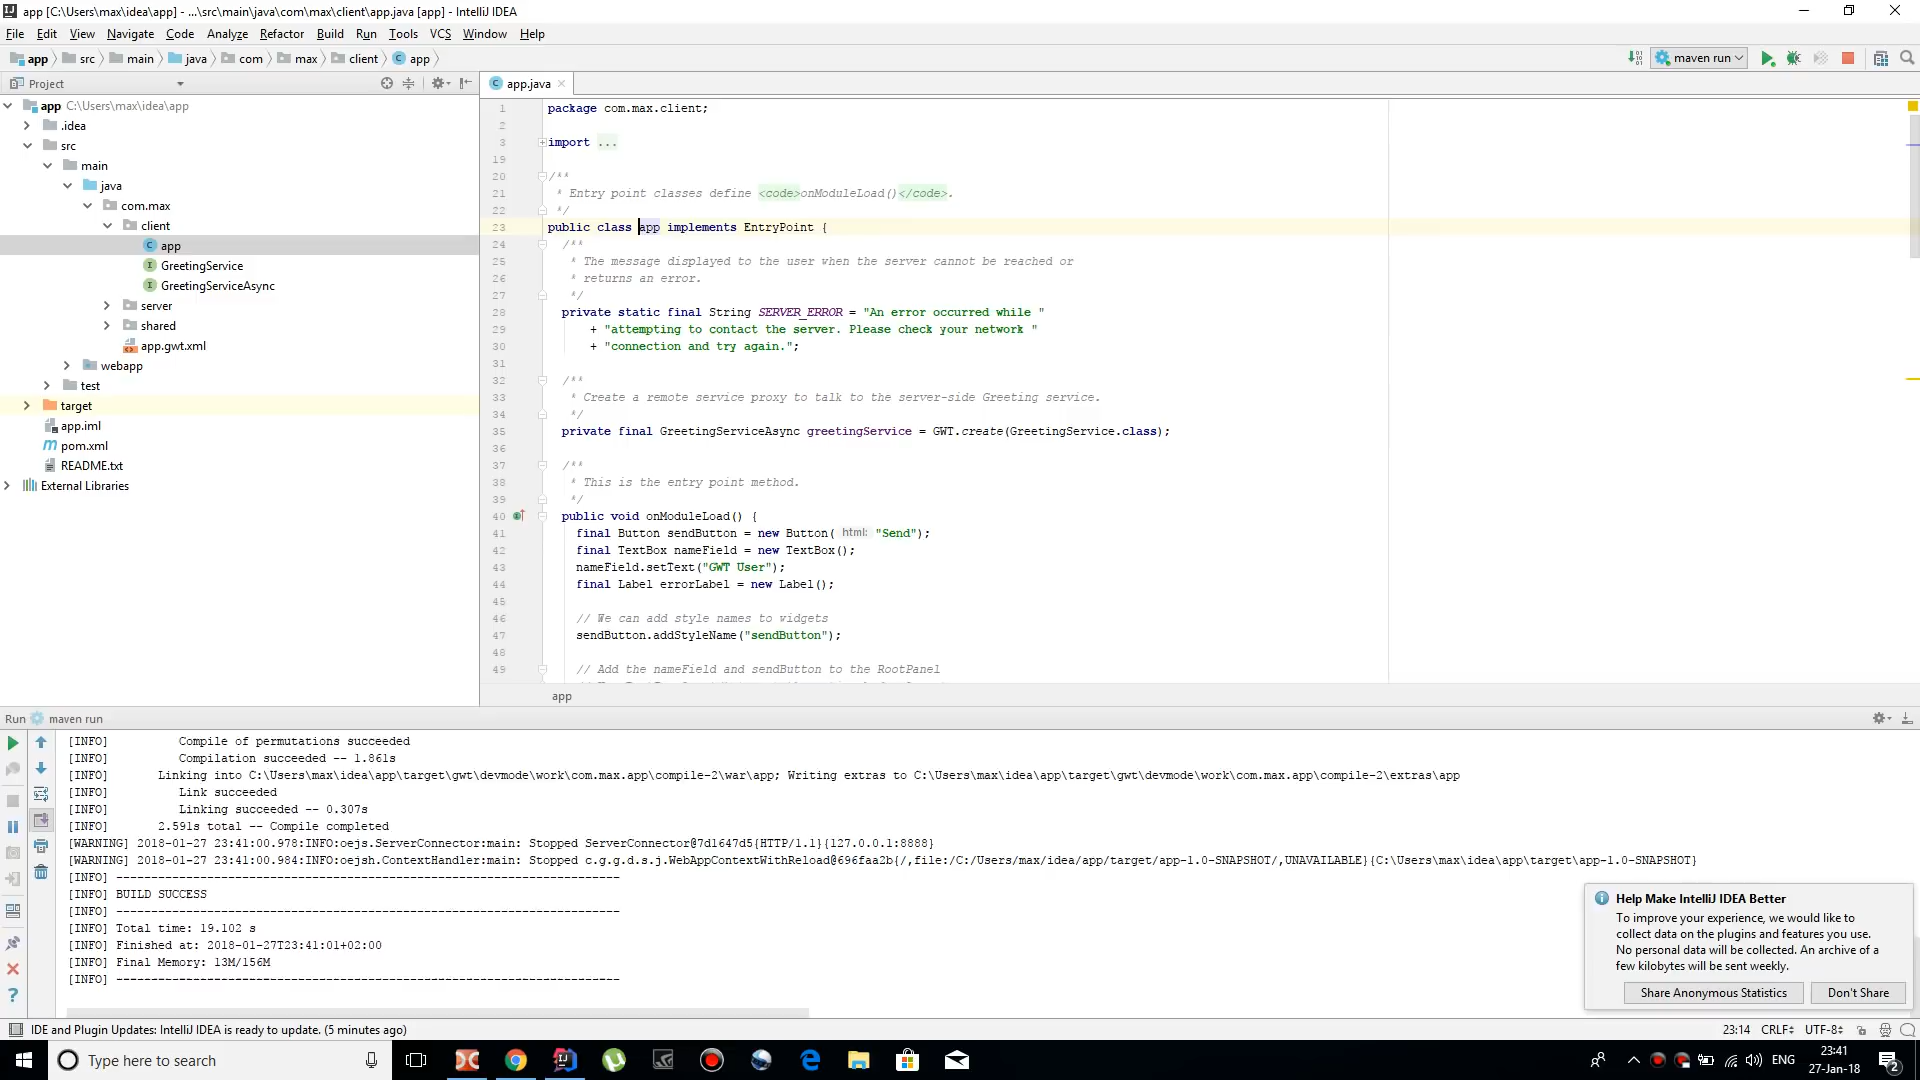 app [C:\Users\max\idea\app] - ...\src\main\java\com\max\client\app.java [app] - IntelliJ IDEA
File Edit View Navigate Code Analyze Refactor Build Run Tools VCS Window Help
app src main java com max client app maven run
Project app.java
app C:\Users\max\idea\app
.idea
src
main
java
com.max
client
app
GreetingService
GreetingServiceAsync
server
shared
app.gwt.xml
webapp
test
target
app.iml
pom.xml
README.txt
External Libraries
1 package com.max.client;
2
3 import ...
19
20 /**
21 * Entry point classes define <code>onModuleLoad()</code>.
22 */
23 public class app implements EntryPoint {
24 /**
25 * The message displayed to the user when the server cannot be reached or
26 * returns an error.
27 */
28 private static final String SERVER_ERROR = "An error occurred while "
29 + "attempting to contact the server. Please check your network "
30 + "connection and try again.";
31
32 /**
33 * Create a remote service proxy to talk to the server-side Greeting service.
34 */
35 private final GreetingServiceAsync greetingService = GWT.create(GreetingService.class);
36
37 /**
38 * This is the entry point method.
39 */
40 public void onModuleLoad() {
41 final Button sendButton = new Button( html: "Send");
42 final TextBox nameField = new TextBox();
43 nameField.setText("GWT User");
44 final Label errorLabel = new Label();
45
46 // We can add style names to widgets
47 sendButton.addStyleName("sendButton");
48
49 // Add the nameField and sendButton to the RootPanel
app
Run maven run
[INFO] Compile of permutations succeeded
[INFO] Compilation succeeded -- 1.861s
[INFO] Linking into C:\Users\max\idea\app\target\gwt\devmode\work\com.max.app\compile-2\war\app; Writing extras to C:\Users\max\idea\app\target\gwt\devmode\work\com.max.app\compile-2\extras\app
[INFO] Link succeeded
[INFO] Linking succeeded -- 0.307s
[INFO] 2.591s total -- Compile completed
[WARNING] 2018-01-27 23:41:00.978:INFO:oejs.ServerConnector:main: Stopped ServerConnector@7d1647d5{HTTP/1.1}{127.0.0.1:8888}
[WARNING] 2018-01-27 23:41:00.984:INFO:oejsh.ContextHandler:main: Stopped c.g.g.d.s.j.WebAppContextWithReload@696faa2b{/,file:/C:/Users/max/idea/app/target/app-1.0-SNAPSHOT/,UNAVAILABLE}{C:\Users\max\idea\app\target\app-1.0-SNAPSHOT}
[INFO] ------------------------------------------------------------------------
[INFO] BUILD SUCCESS
[INFO] ------------------------------------------------------------------------
[INFO] Total time: 19.102 s
[INFO] Finished at: 2018-01-27T23:41:01+02:00
[INFO] Final Memory: 13M/156M
[INFO] ------------------------------------------------------------------------
Help Make IntelliJ IDEA Better
To improve your experience, we would like to
collect data on the plugins and features you use.
No personal data will be collected. An archive of a
few kilobytes will be sent weekly.
Share Anonymous Statistics Don't Share
IDE and Plugin Updates: IntelliJ IDEA is ready to update. (5 minutes ago) 23:14 CRLF UTF-8
Type here to search ENG 23:41
27-Jan-18 2